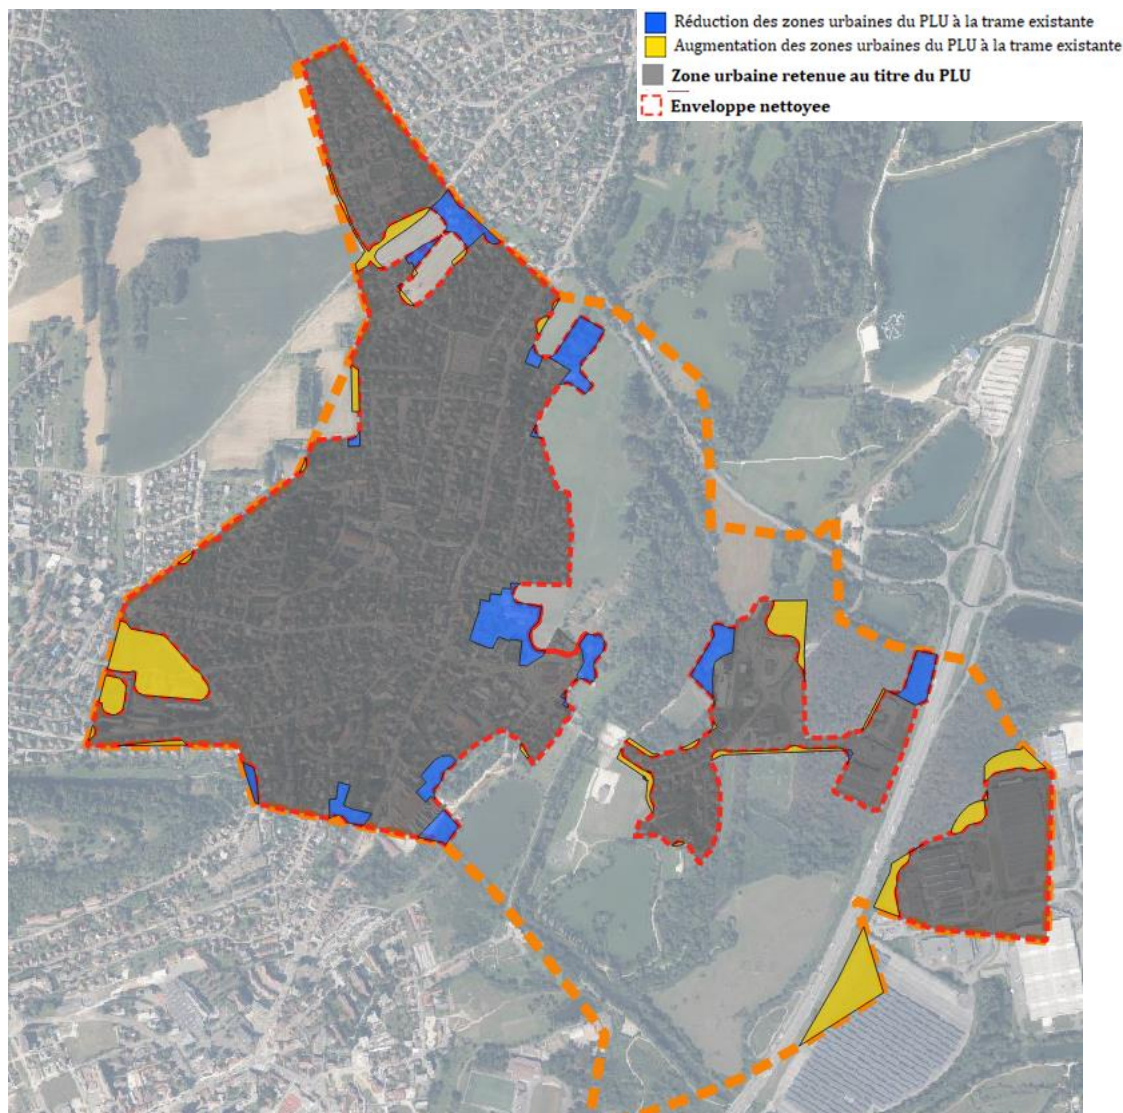 Réduction des zones urbaines du PLU à la trame existante
Augmentation des zones urbaines du PLU à la trame existante
Zone urbaine retenue au titre du PLU
Enveloppe nettoyee